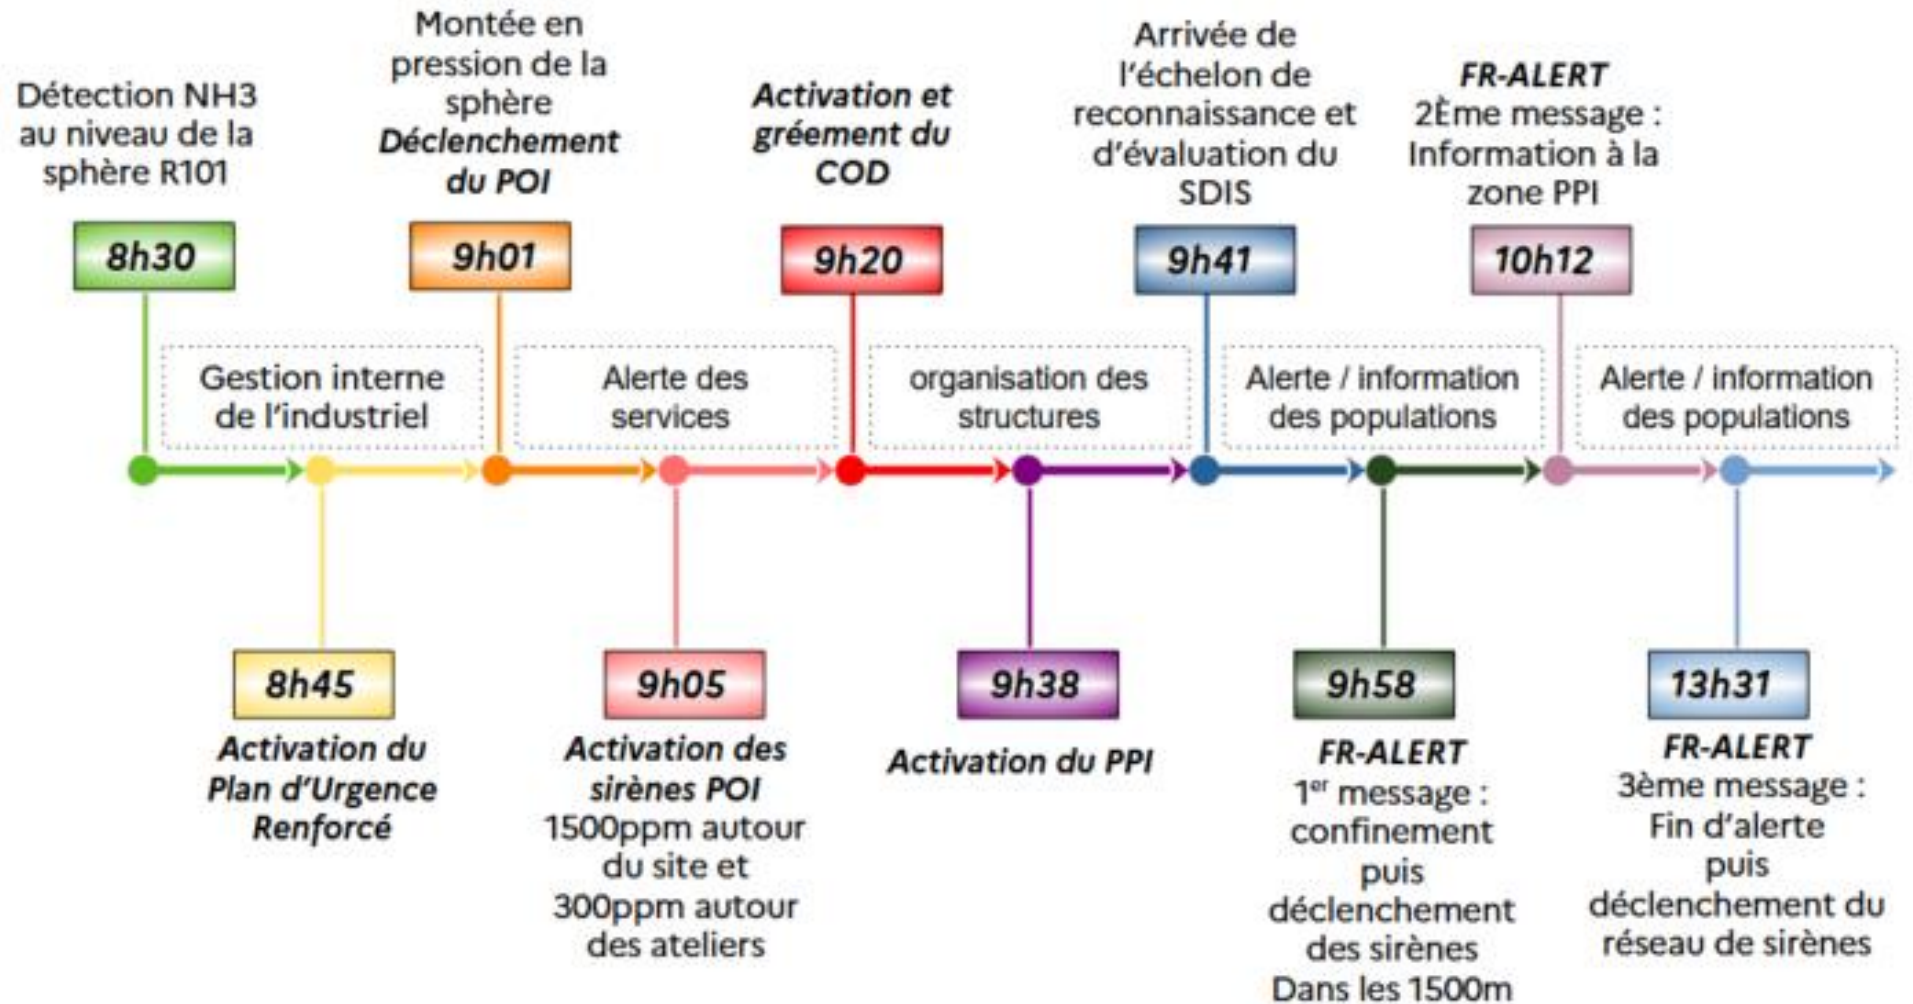 Détection NH3
au niveau de la
sphère R101
8h30
Montée en
pression de la
sphère
Déclenchement
du POI
9h01
Activation et
gréement du
COD
9h20
Arrivée de
l'échelon de
reconnaissance et
d'évaluation du
SDIS
9h41
FR-ALERT
2Ème message :
Information à la
zone PPI
10h12
Gestion interne
de l'industriel
Alerte des
services
organisation des
structures
Alerte / information
des populations
Alerte / information
des populations
8h45
Activation du
Plan d'Urgence
Renforcé
9h05
Activation des
sirènes POI
1500ppm autour
du site et
300ppm autour
des ateliers
9h38
Activation du PPI
9h58
FR-ALERT
1er message :
confinement
puis
déclenchement
des sirènes
Dans les 1500m
13h31
FR-ALERT
3ème message :
Fin d'alerte
puis
déclenchement du
réseau de sirènes